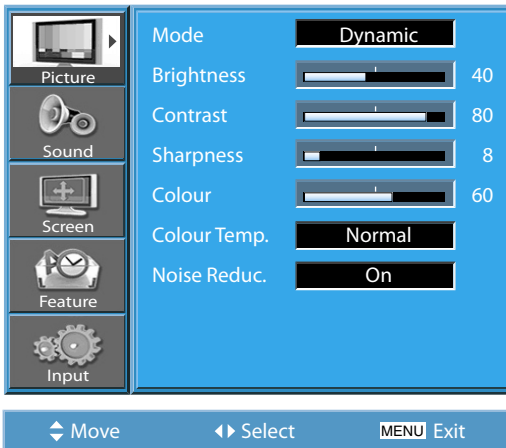 Picture
Sound
Screen
Feature
Input
Mode Dynamic
Brightness 40
Contrast 80
Sharpness 8
Colour 60
Colour Temp. Normal
Noise Reduc. On
Move Select MENU Exit